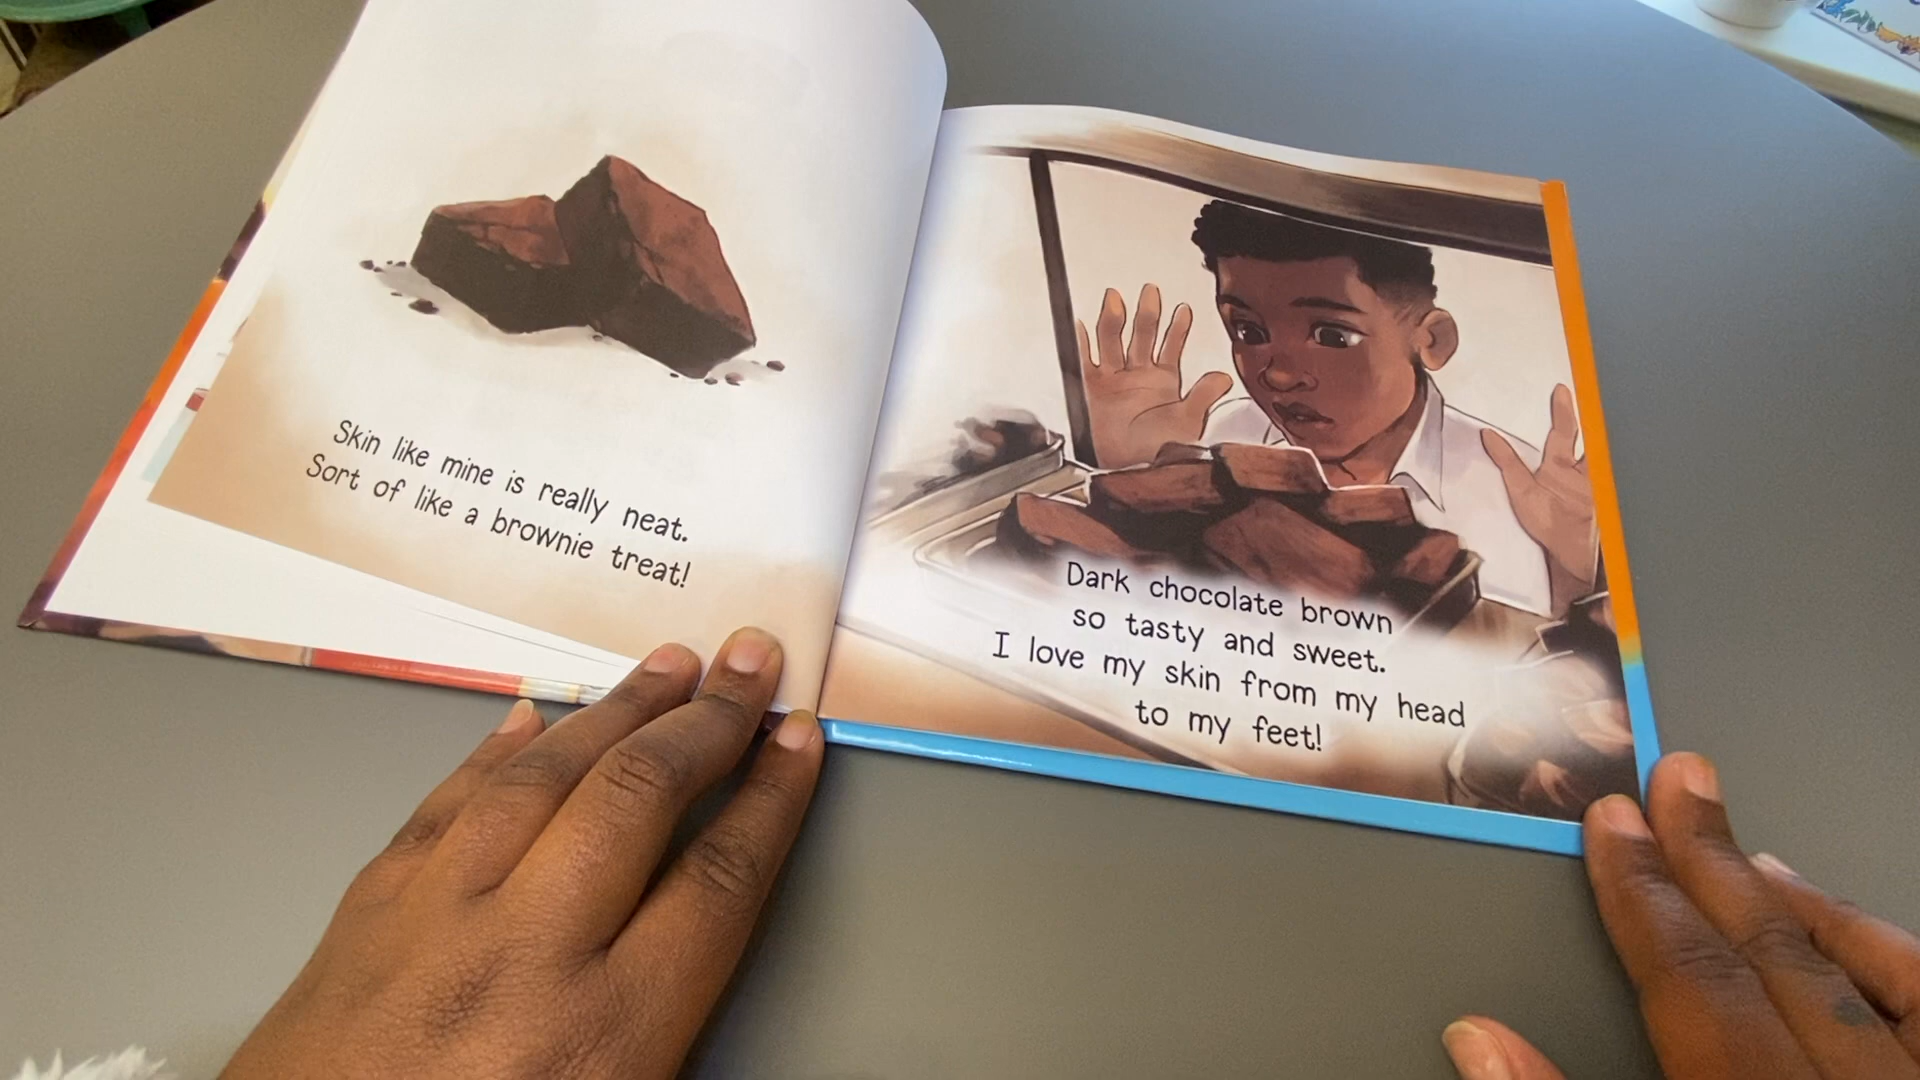 Skin like mine is really neat.
Sort of like a brownie treat!
Dark chocolate brown
so tasty and sweet.
I love my skin from my head
to my feet!